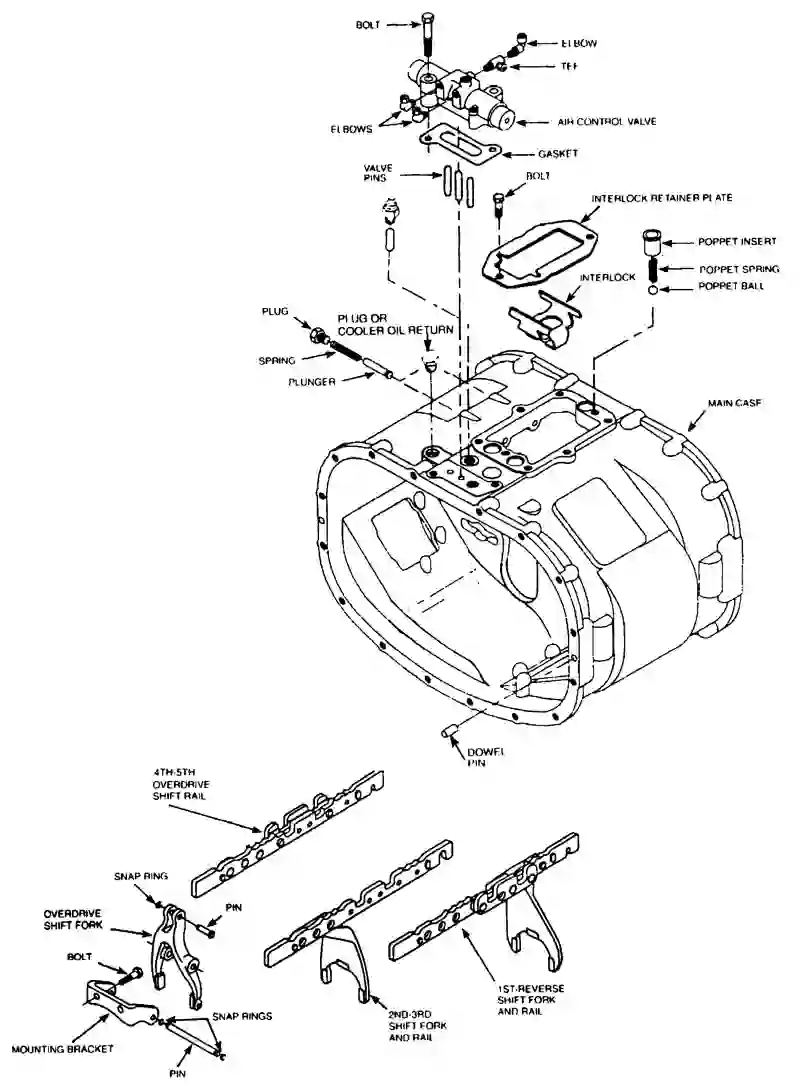 BOLT
ELBOW
TEE
ELBOWS
AIR CONTROL VALVE
GASKET
VALVE
PINS
BOLT
INTERLOCK RETAINER PLATE
POPPET INSERT
POPPET SPRING
POPPET BALL
INTERLOCK
PLUG
PLUG OR
COOLER OIL RETURN
SPRING
PLUNGER
MAIN CASE
DOWEL
PIN
4TH-5TH
OVERDRIVE
SHIFT RAIL
SNAP RING
PIN
OVERDRIVE
SHIFT FORK
BOLT
SNAP RINGS
MOUNTING BRACKET
PIN
2ND-3RD
SHIFT FORK
AND RAIL
1ST-REVERSE
SHIFT FORK
AND RAIL